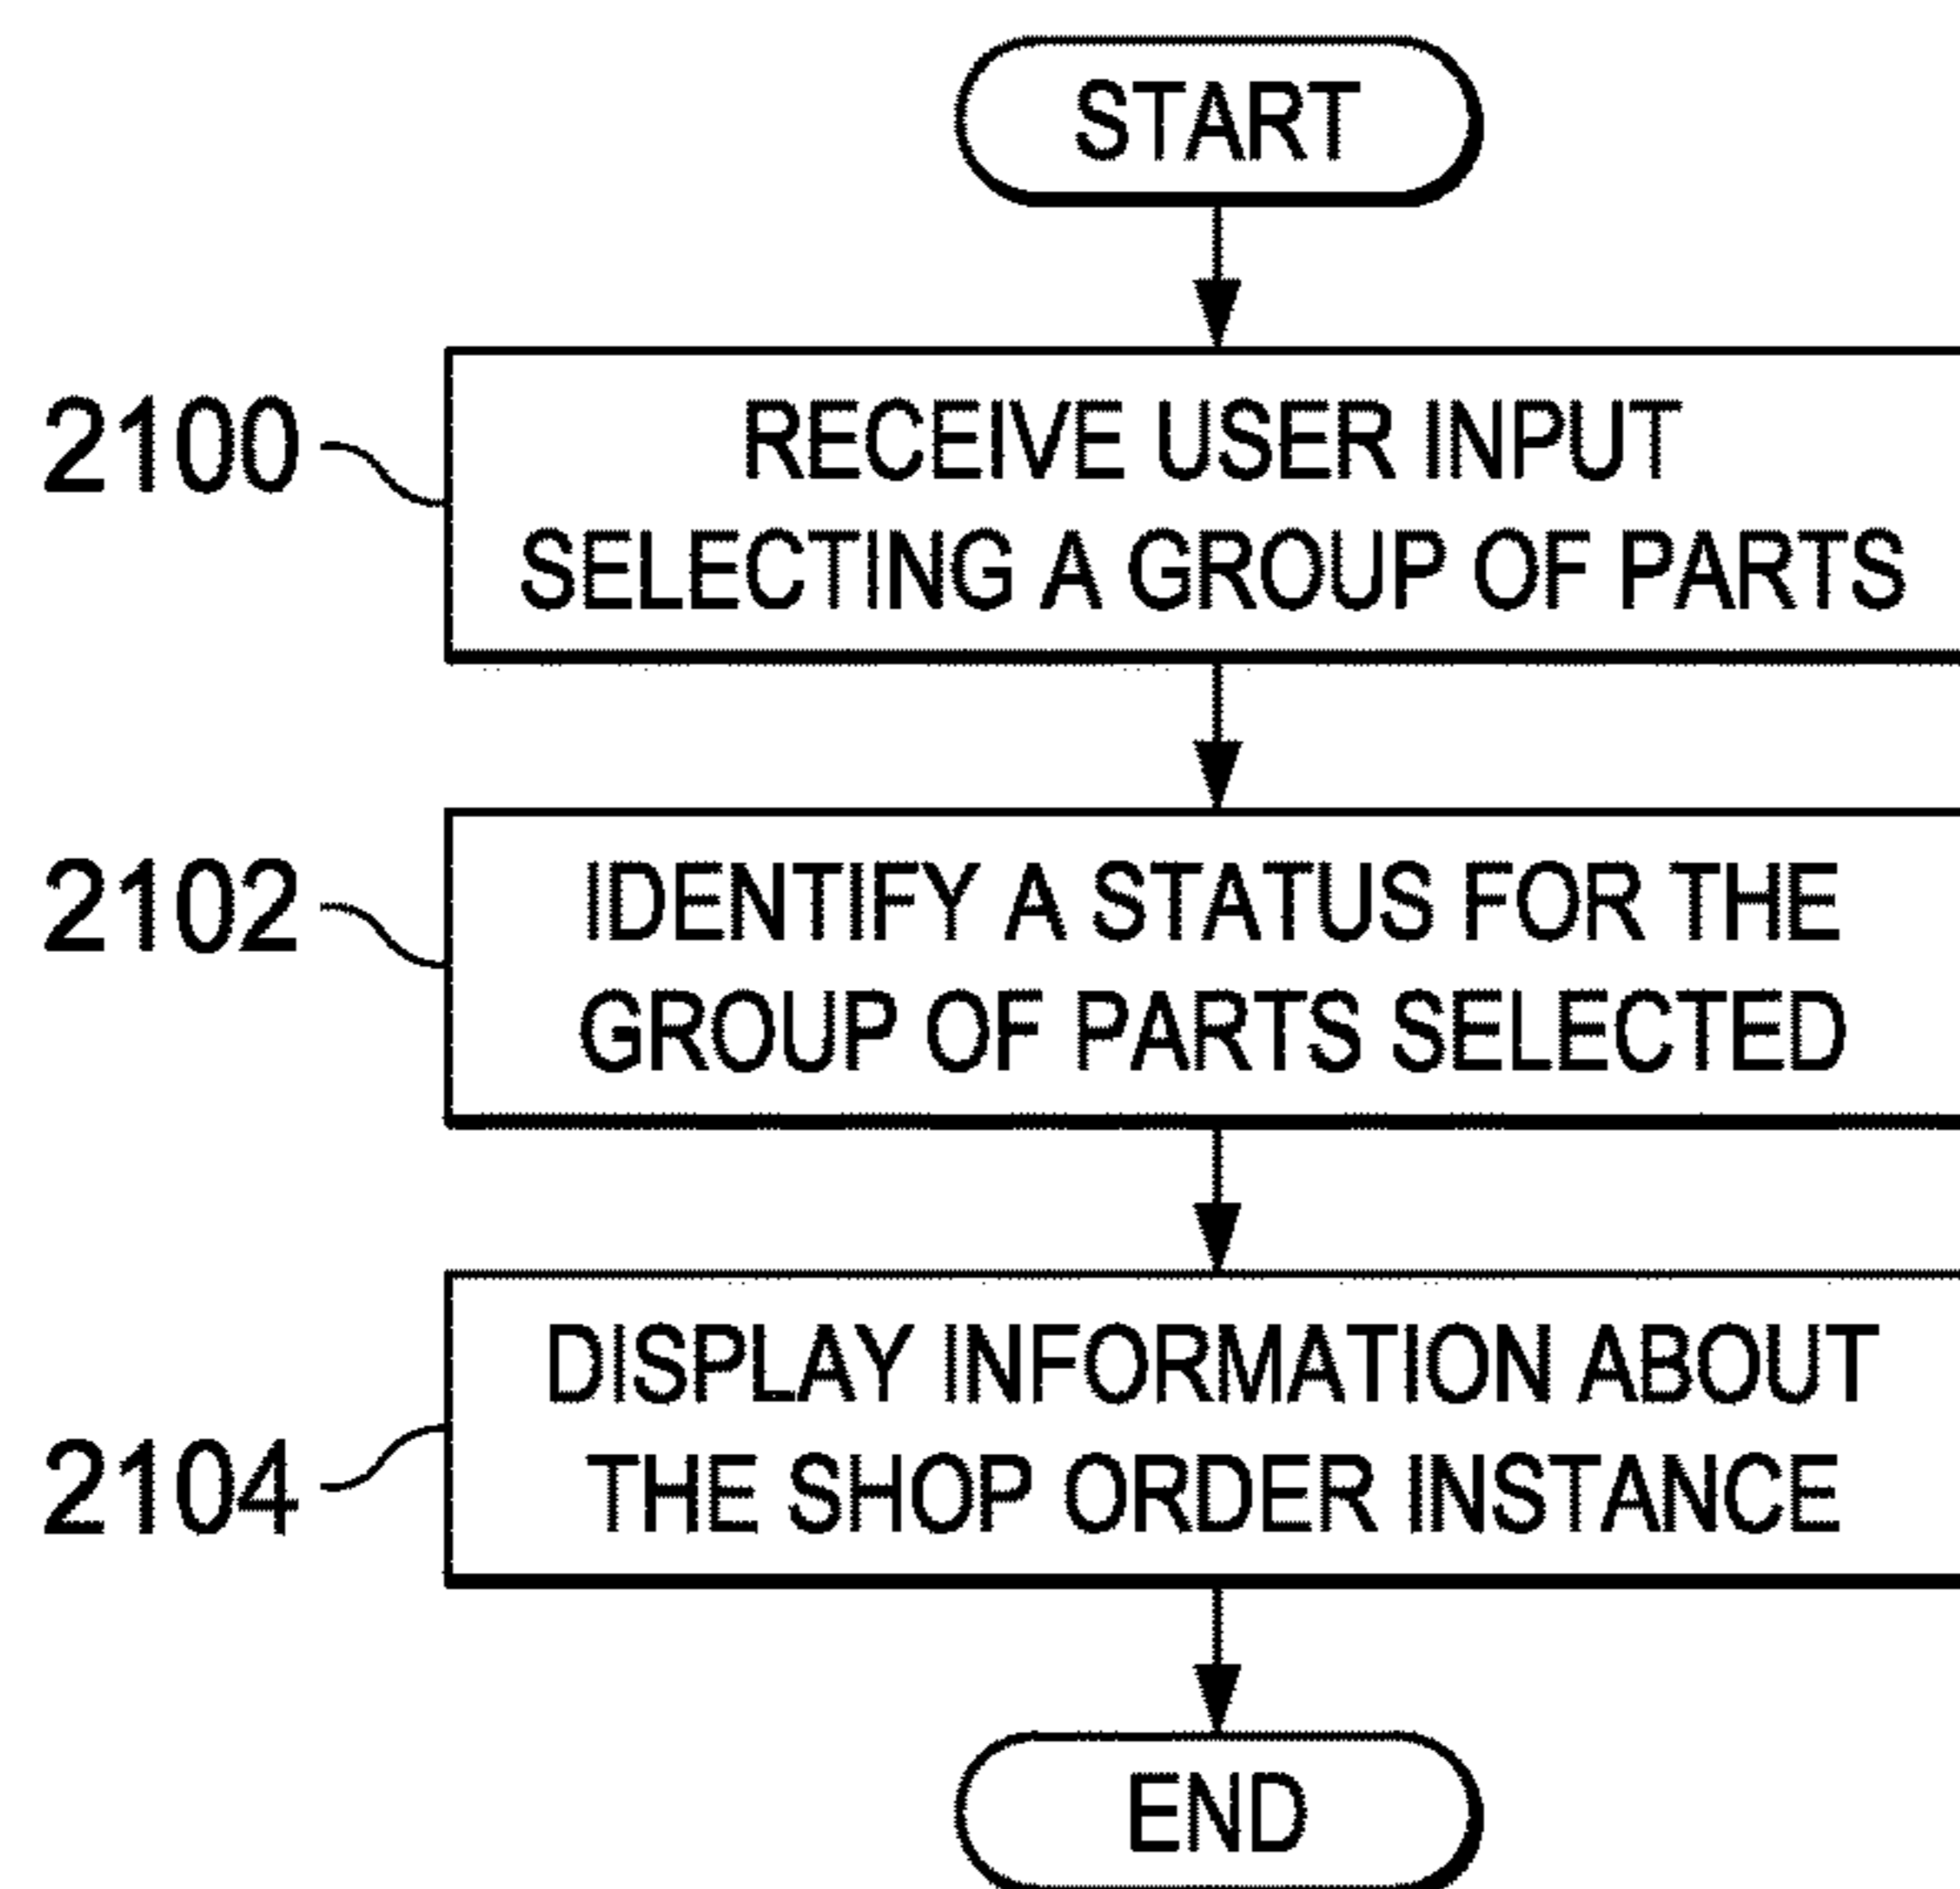 START
2100
RECEIVE USER INPUT
SELECTING A GROUP OF PARTS
2102
IDENTIFY A STATUS FOR THE
GROUP OF PARTS SELECTED
2104
DISPLAY INFORMATION ABOUT
THE SHOP ORDER INSTANCE
END